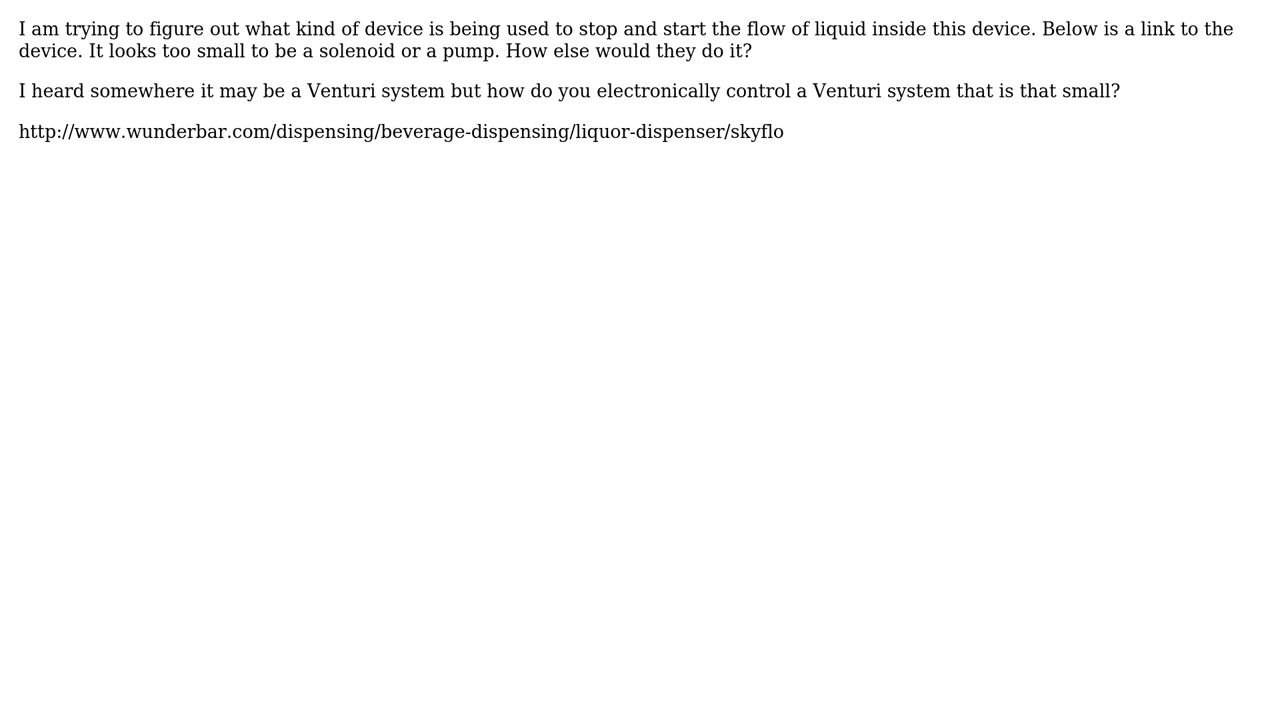 I am trying to figure out what kind of device is being used to stop and start the flow of liquid inside this device. Below is a link to the
device. It looks too small to be a solenoid or a pump. How else would they do it?
I heard somewhere it may be a Venturi system but how do you electronically control a Venturi system that is that small?
http://www.wunderbar.com/dispensing/beverage-dispensing/liquor-dispenser/skyflo